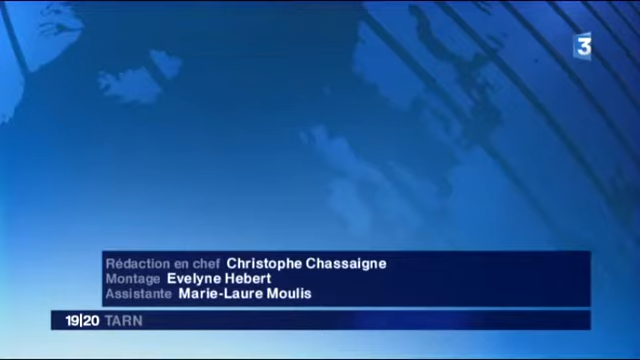 3
Rédaction en chef Christophe Chassaigne
Montage Evelyne Hebert
Assistante Marie-Laure Moulis
19|20 TARN